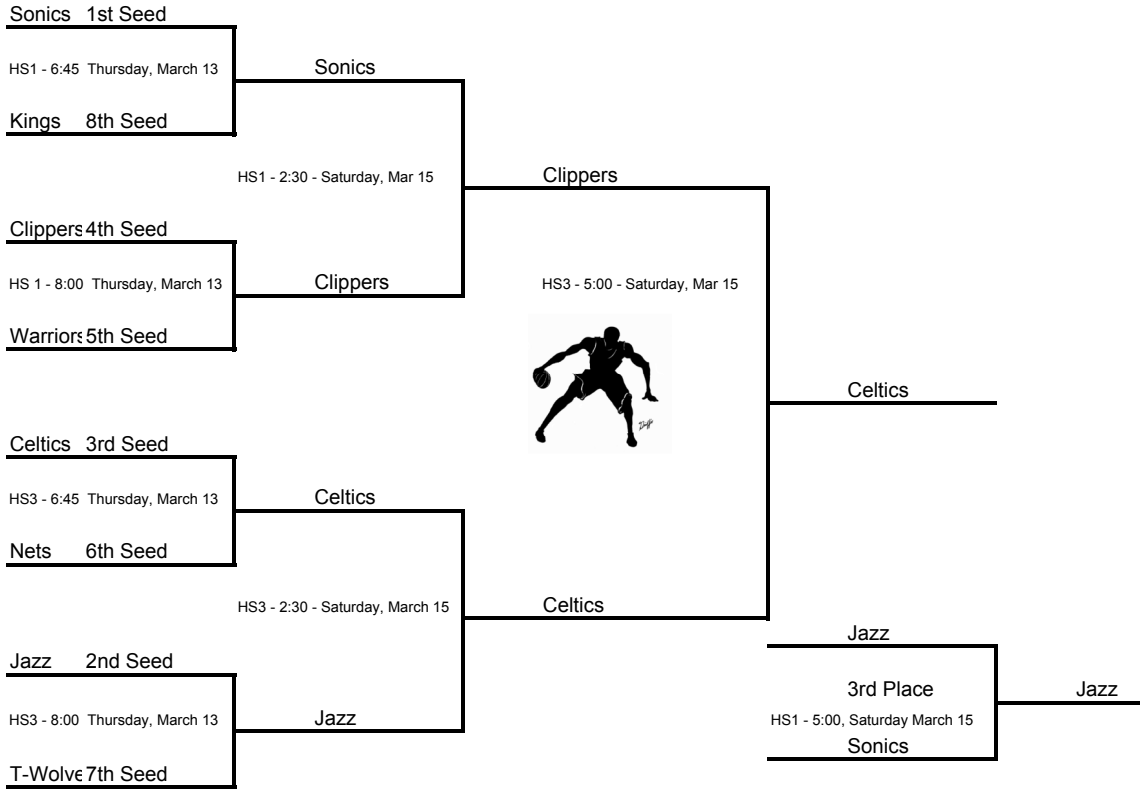 Sonics 1st Seed
HS1 - 6:45 Thursday, March 13
Sonics
Kings 8th Seed
HS1 - 2:30 - Saturday, Mar 15
Clippers
Clippers 4th Seed
HS 1 - 8:00 Thursday, March 13
Clippers
HS3 - 5:00 - Saturday, Mar 15
Warriors 5th Seed
Celtics
Celtics 3rd Seed
HS3 - 6:45 Thursday, March 13
Celtics
Nets 6th Seed
HS3 - 2:30 - Saturday, March 15
Celtics
Jazz 2nd Seed
HS3 - 8:00 Thursday, March 13
Jazz
T-Wolve 7th Seed
Jazz
3rd Place
Jazz
HS1 - 5:00, Saturday March 15
Sonics